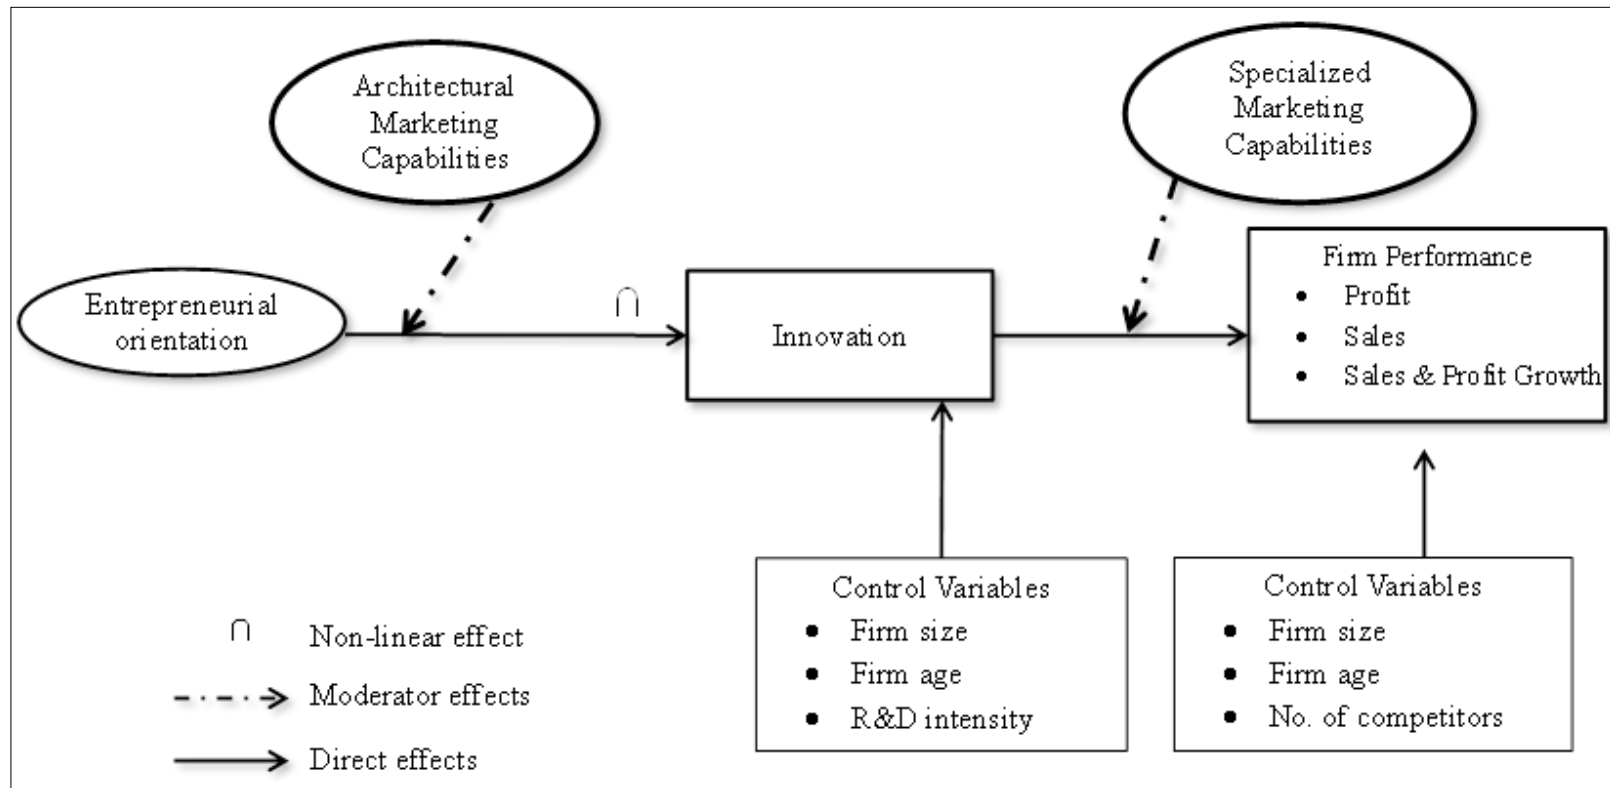 Architectural
Marketing
Capabilities
Specialized
Marketing
Capabilities
Entrepreneurial
orientation
∩
Innovation
Firm Performance
• Profit
• Sales
• Sales & Profit Growth
Control Variables
• Firm size
• Firm age
• R&D intensity
Control Variables
• Firm size
• Firm age
• No. of competitors
∩ Non-linear effect
Moderator effects
Direct effects